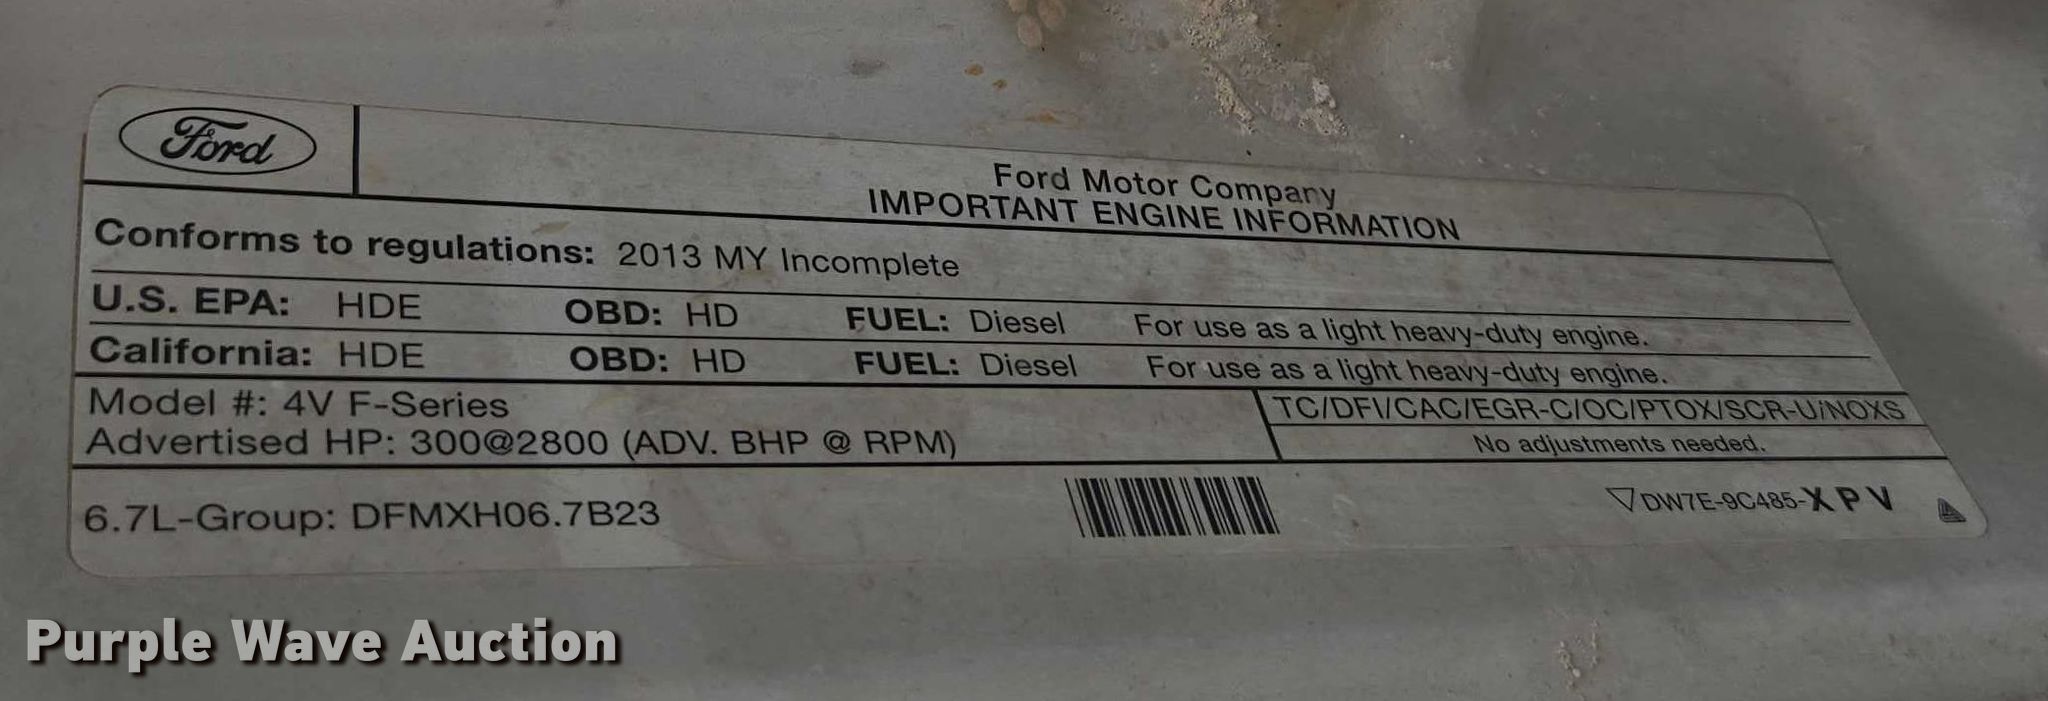 Ford
Ford Motor Company
IMPORTANT ENGINE INFORMATION
Conforms to regulations: 2013 MY Incomplete
U.S. EPA: HDE OBD: HD FUEL: Diesel For use as a light heavy-duty engine.
California: HDE OBD: HD FUEL: Diesel For use as a light heavy-duty engine.
Model #: 4V F-Series
Advertised HP: 300@2800 (ADV. BHP @ RPM)
TC/DFI/CAC/EGR-C/OC/PTOX/SCR-U/NOXS
No adjustments needed.
6.7L-Group: DFMXH06.7B23
DW7E-9C485-XPV
Purple Wave Auction